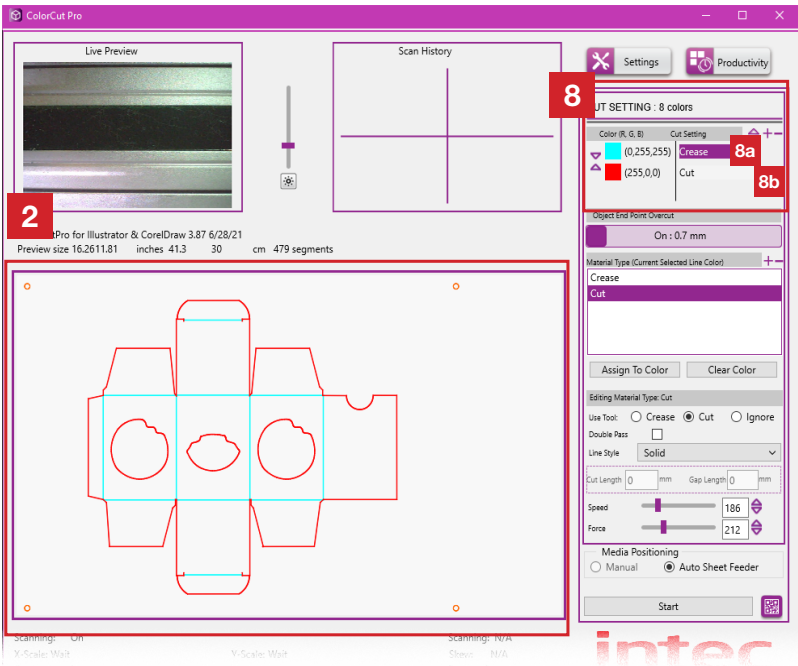 ColorCut Pro
Live Preview
Scan History
Settings
Productivity
8
CUT SETTING : 8 colors
Color (R, G, B) Cut Setting
(0,255,255) Crease
8a
(255,0,0) Cut
8b
2
tPro for Illustrator & CorelDraw 3.87 6/28/21
Preview size 16.2611.81 inches 41.3 30 cm 479 segments
Object End Point Overcut
On : 0.7 mm
Material Type (Current Selected Line Color)
Crease
Cut
Assign To Color Clear Color
Editing Material Type: Cut
Use Tool: Crease Cut Ignore
Double Pass
Line Style Solid
Cut Length 0 mm Gap Length 0 mm
Speed 186
Force 212
Media Positioning
Manual Auto Sheet Feeder
Start
Scanning: On Scanning: N/A
X-Scale: Wait Y-Scale: Wait Skew: N/A
intec